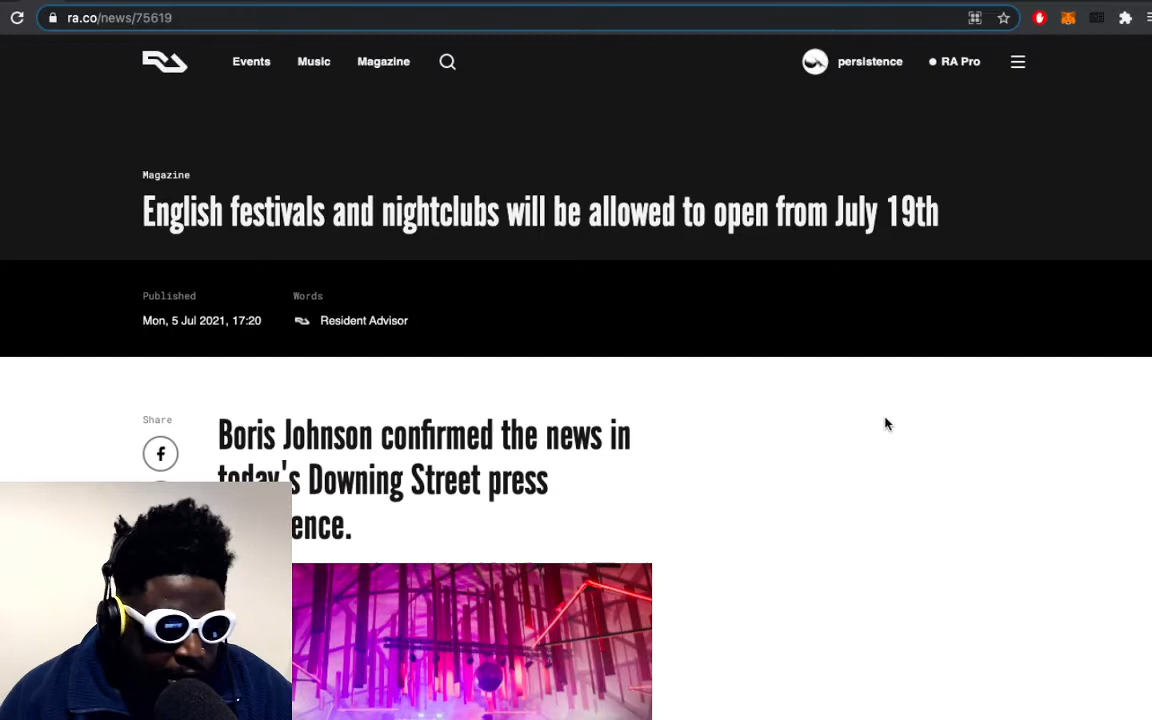 ra.co/news/75619
Events Music Magazine persistence RA Pro
Magazine
English festivals and nightclubs will be allowed to open from July 19th
Published Words
Mon, 5 Jul 2021, 17:20 Resident Advisor
Share
Boris Johnson confirmed the news in
today's Downing Street press
ence.